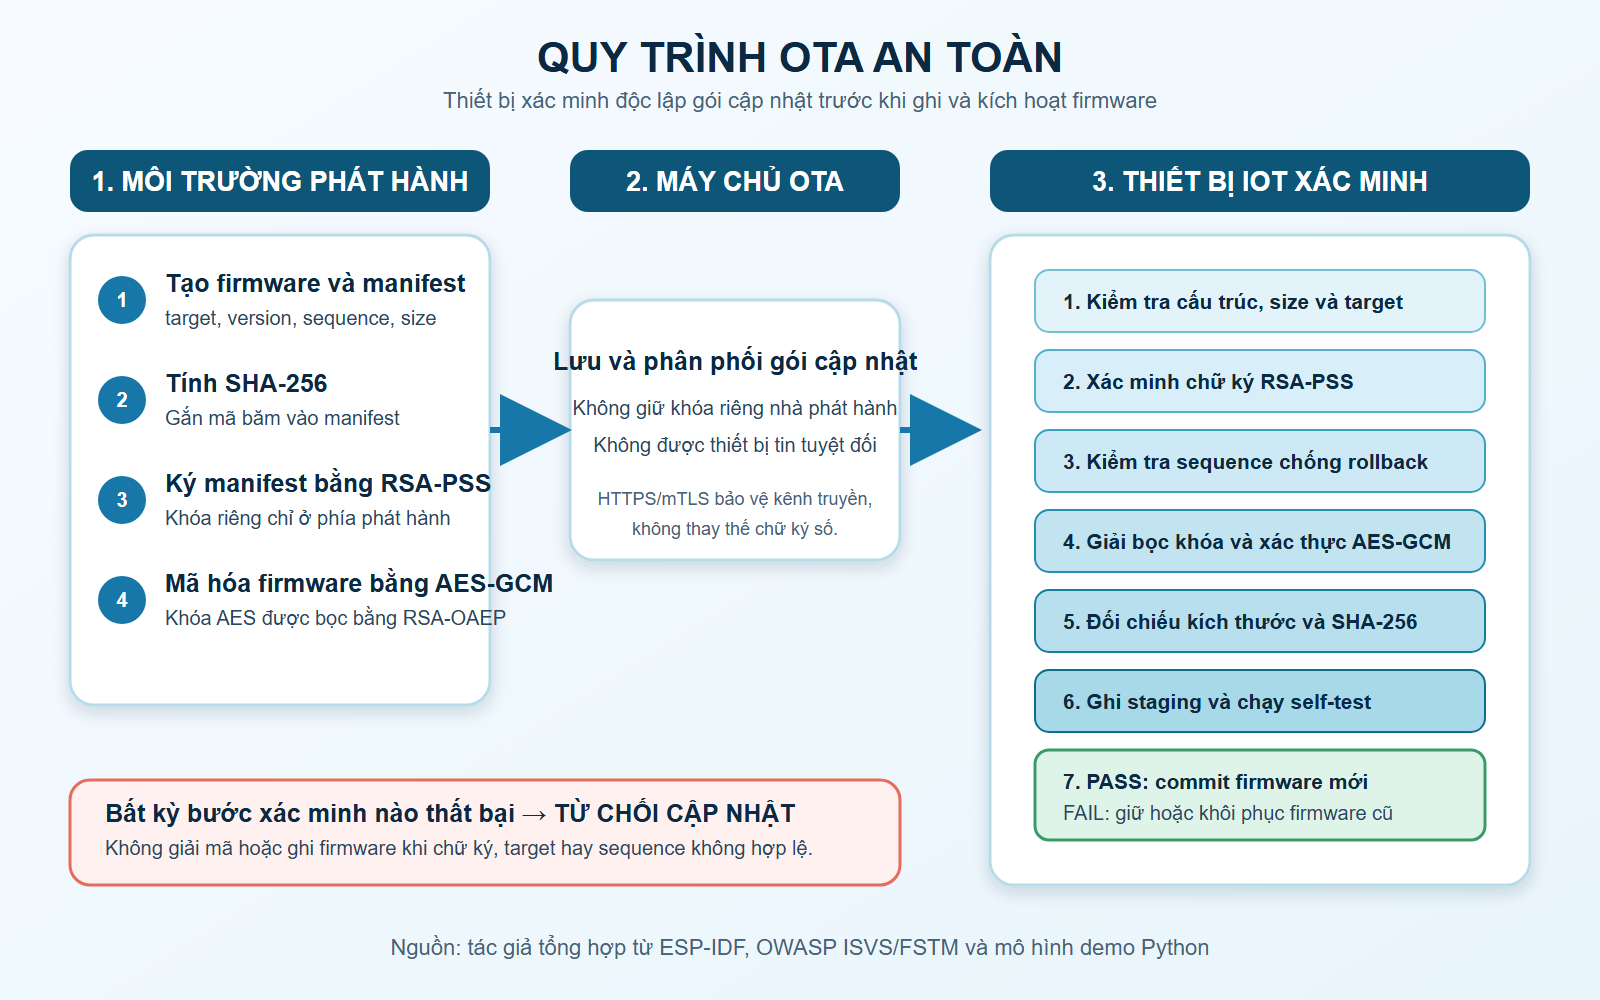 QUY TRÌNH OTA AN TOÀN
Thiết bị xác minh độc lập gói cập nhật trước khi ghi và kích hoạt firmware
1. MÔI TRƯỜNG PHÁT HÀNH
1
Tạo firmware và manifest
target, version, sequence, size
2
Tính SHA-256
Gắn mã băm vào manifest
3
Ký manifest bằng RSA-PSS
Khóa riêng chỉ ở phía phát hành
4
Mã hóa firmware bằng AES-GCM
Khóa AES được bọc bằng RSA-OAEP
2. MÁY CHỦ OTA
Lưu và phân phối gói cập nhật
Không giữ khóa riêng nhà phát hành
Không được thiết bị tin tuyệt đối
HTTPS/mTLS bảo vệ kênh truyền,
không thay thế chữ ký số.
3. THIẾT BỊ IOT XÁC MINH
1. Kiểm tra cấu trúc, size và target
2. Xác minh chữ ký RSA-PSS
3. Kiểm tra sequence chống rollback
4. Giải bọc khóa và xác thực AES-GCM
5. Đối chiếu kích thước và SHA-256
6. Ghi staging và chạy self-test
7. PASS: commit firmware mới
FAIL: giữ hoặc khôi phục firmware cũ
Bất kỳ bước xác minh nào thất bại → TỪ CHỐI CẬP NHẬT
Không giải mã hoặc ghi firmware khi chữ ký, target hay sequence không hợp lệ.
Nguồn: tác giả tổng hợp từ ESP-IDF, OWASP ISVS/FSTM và mô hình demo Python